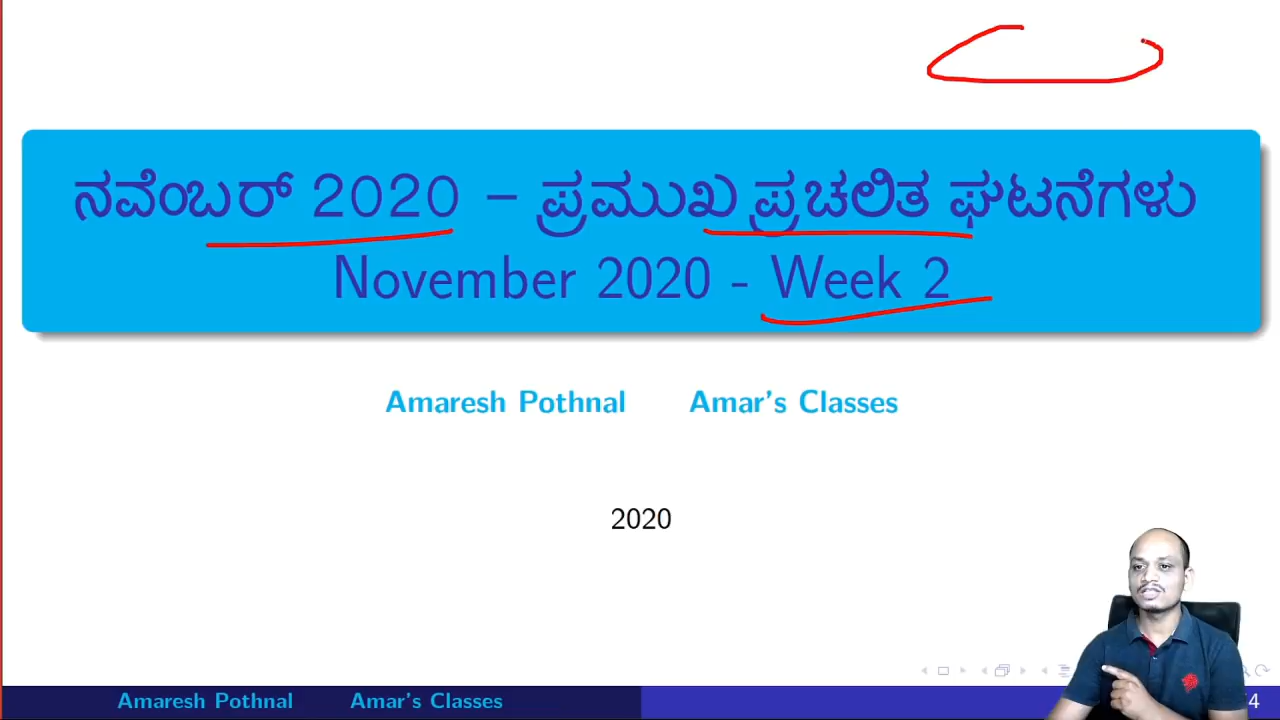 ನವೆಂಬರ್ 2020 – ಪ್ರಮುಖ ಪ್ರಚಲಿತ ಘಟನೆಗಳು
November 2020 - Week 2
Amaresh Pothnal Amar's Classes
2020
Amaresh Pothnal Amar's Classes
4